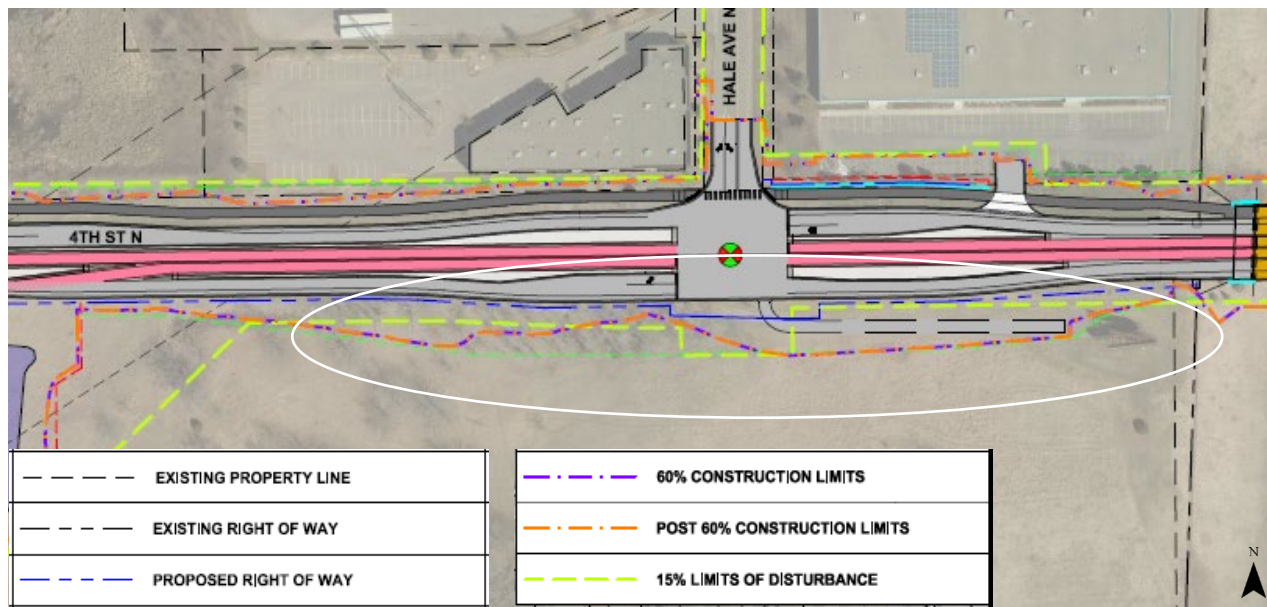 HALE AVE N
4TH ST N
EXISTING PROPERTY LINE
60% CONSTRUCTION LIMITS
EXISTING RIGHT OF WAY
POST 60% CONSTRUCTION LIMITS
PROPOSED RIGHT OF WAY
15% LIMITS OF DISTURBANCE
N